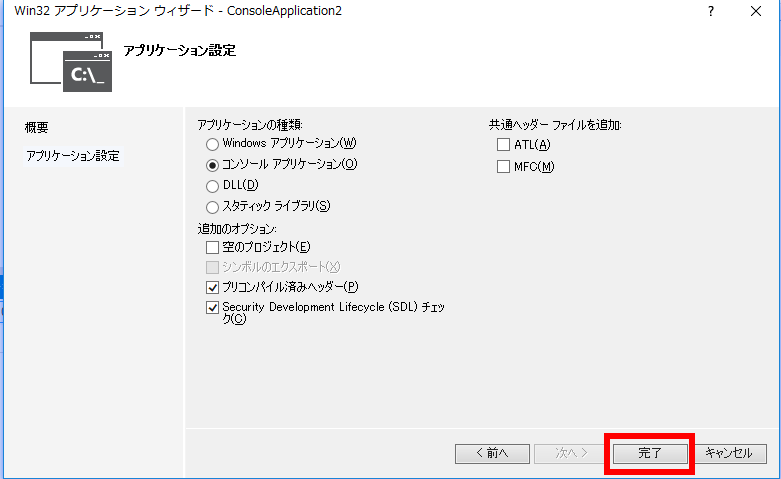 Win32 アプリケーション ウィザード - ConsoleApplication2
?
C:\_
アプリケーション設定
概要
アプリケーション設定
アプリケーションの種類:
Windows アプリケーション(W)
コンソール アプリケーション(O)
DLL(D)
スタティック ライブラリ(S)
追加のオプション:
空のプロジェクト(E)
シンボルのエクスポート(X)
プリコンパイル済みヘッダー(P)
Security Development Lifecycle (SDL) チェッ
ク(C)
共通ヘッダー ファイルを追加:
ATL(A)
MFC(M)
< 前へ
次へ >
完了
キャンセル